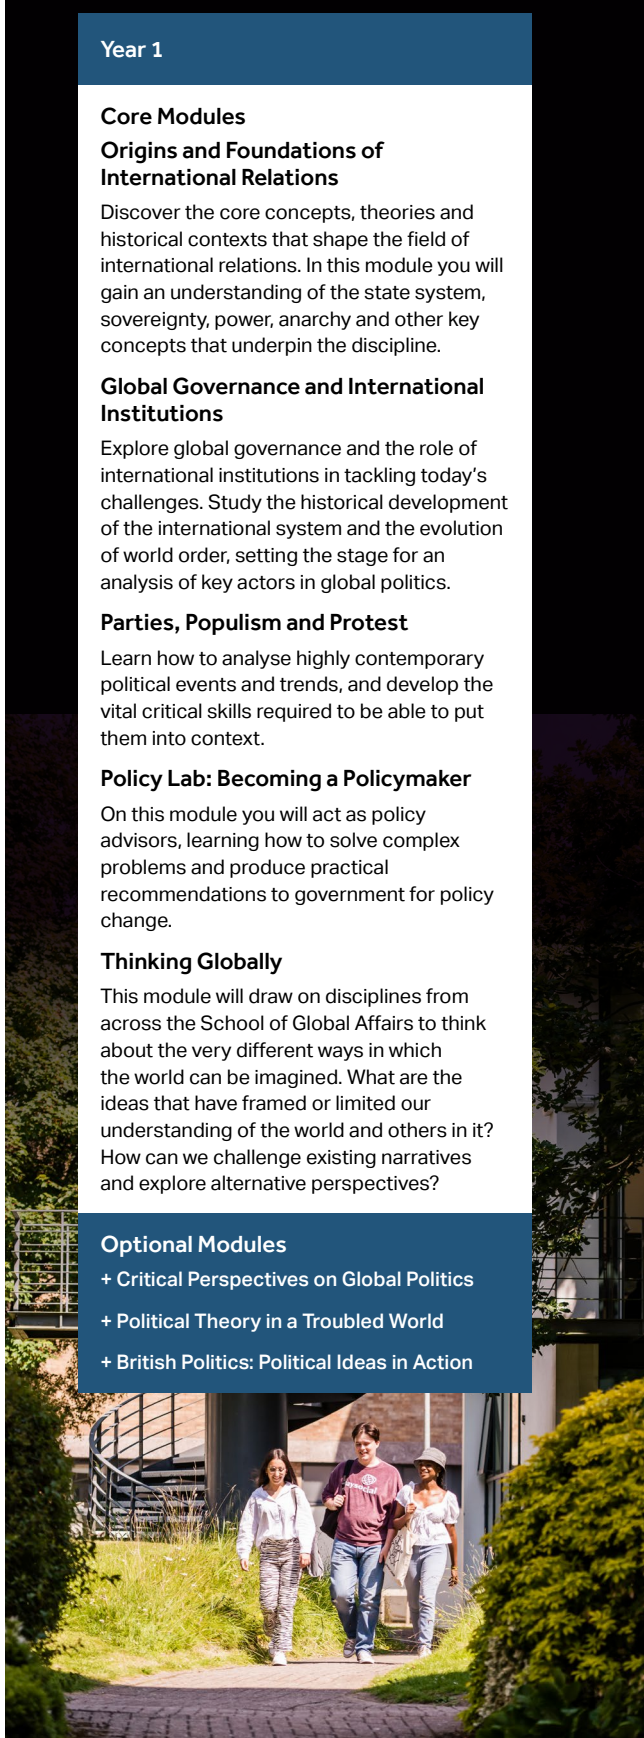 Year 1
Core Modules
Origins and Foundations of
International Relations
Discover the core concepts, theories and
historical contexts that shape the field of
international relations. In this module you will
gain an understanding of the state system,
sovereignty, power, anarchy and other key
concepts that underpin the discipline.
Global Governance and International
Institutions
Explore global governance and the role of
international institutions in tackling today's
challenges. Study the historical development
of the international system and the evolution
of world order, setting the stage for an
analysis of key actors in global politics.
Parties, Populism and Protest
Learn how to analyse highly contemporary
political events and trends, and develop the
vital critical skills required to be able to put
them into context.
Policy Lab: Becoming a Policymaker
On this module you will act as policy
advisors, learning how to solve complex
problems and produce practical
recommendations to government for policy
change.
Thinking Globally
This module will draw on disciplines from
across the School of Global Affairs to think
about the very different ways in which
the world can be imagined. What are the
ideas that have framed or limited our
understanding of the world and others in it?
How can we challenge existing narratives
and explore alternative perspectives?
Optional Modules
+ Critical Perspectives on Global Politics
+ Political Theory in a Troubled World
+ British Politics: Political Ideas in Action